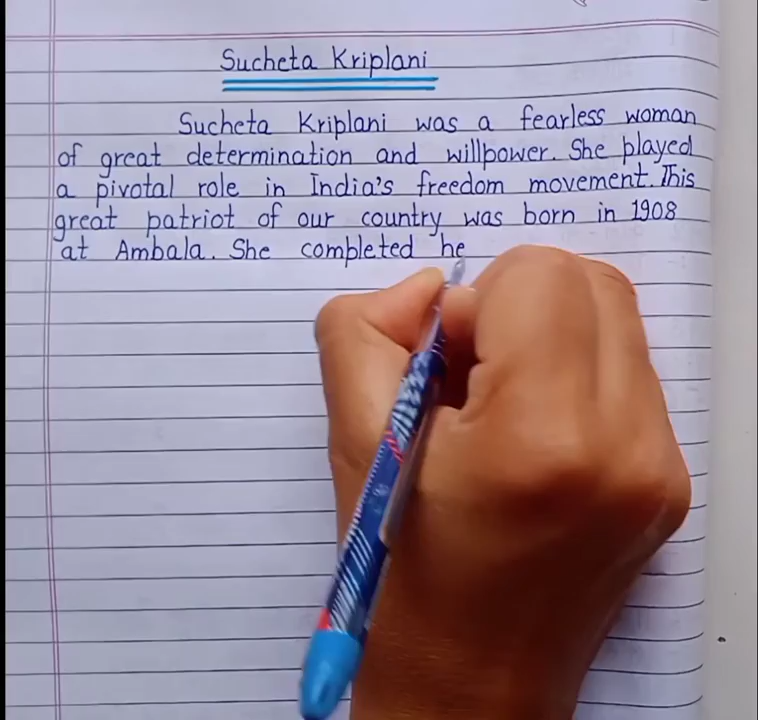 Sucheta Kriplani
Sucheta Kriplani was a fearless woman
of great determination and willpower. She played
a pivotal role in India's freedom movement. This
great patriot of our country was born in 1908
at Ambala. She completed he